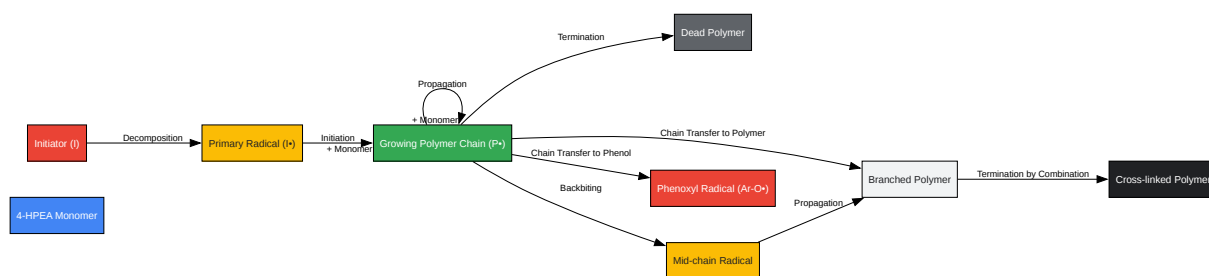 Dead Polymer
Termination
Propagation
+ Monomer
Initiator (I)
Decomposition
Primary Radical (I•)
Initiation
+ Monomer
Growing Polymer Chain (P•)
Chain Transfer to Polymer
Chain Transfer to Phenol
Phenoxyl Radical (Ar-O•)
Branched Polymer
Termination by Combination
Cross-linked Polymer
Backbiting
Propagation
4-HPEA Monomer
Mid-chain Radical